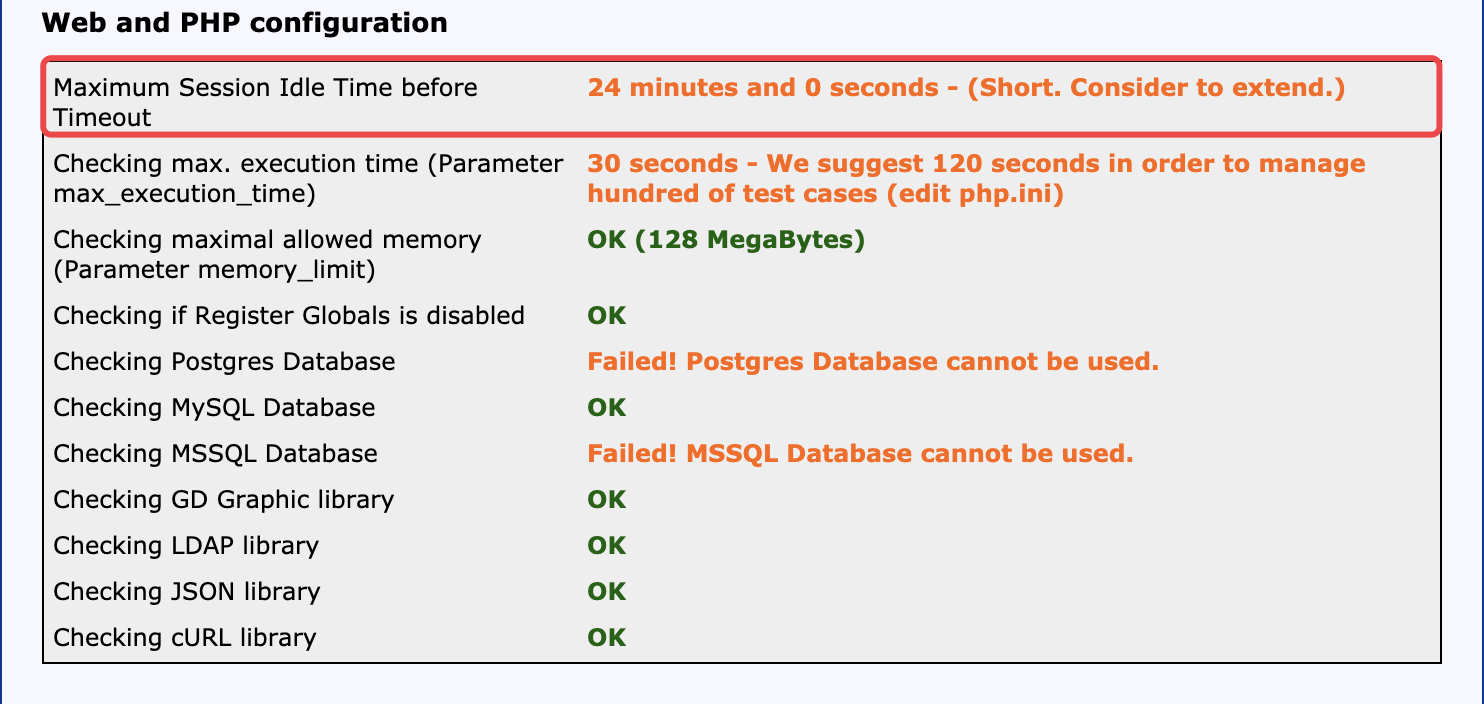 Web and PHP configuration
Maximum Session Idle Time before
Timeout
24 minutes and 0 seconds - (Short. Consider to extend.)
Checking max. execution time (Parameter
max_execution_time)
30 seconds - We suggest 120 seconds in order to manage
hundred of test cases (edit php.ini)
Checking maximal allowed memory
(Parameter memory_limit)
OK (128 MegaBytes)
Checking if Register Globals is disabled
OK
Checking Postgres Database
Failed! Postgres Database cannot be used.
Checking MySQL Database
OK
Checking MSSQL Database
Failed! MSSQL Database cannot be used.
Checking GD Graphic library
OK
Checking LDAP library
OK
Checking JSON library
OK
Checking cURL library
OK